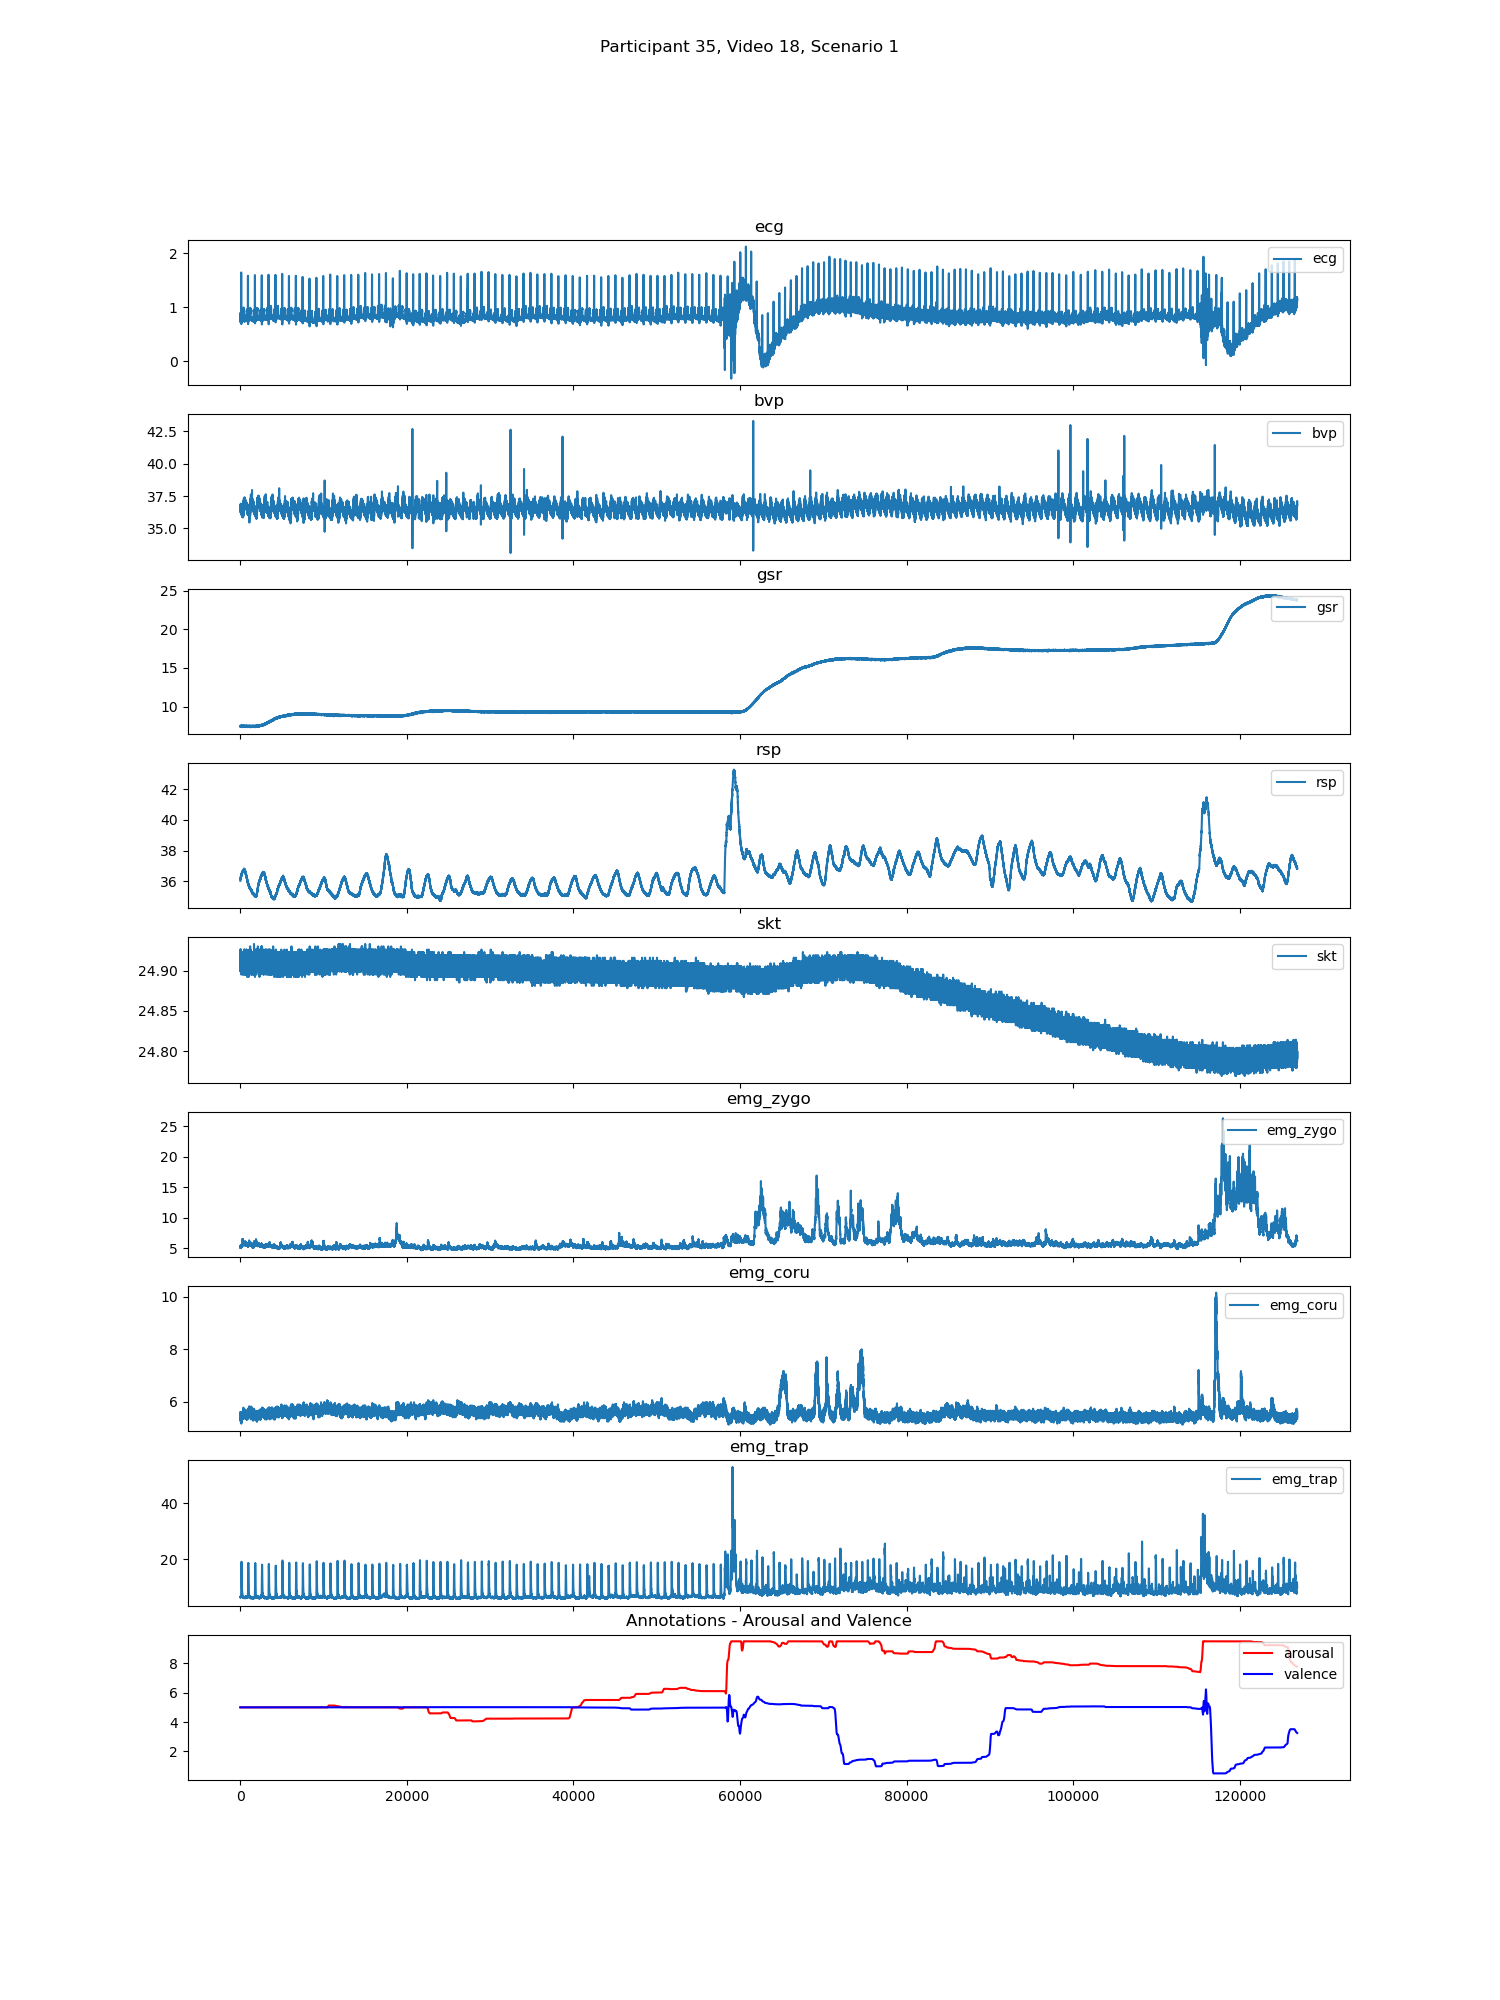 Participant 35, Video 18, Scenario 1
ecg
2
1
0
ecg
bvp
42.5
40.0
37.5
35.0
bvp
gsr
25
20
15
10
gsr
rsp
42
40
38
36
rsp
skt
24.90
24.85
24.80
skt
emg_zygo
25
20
15
10
5
emg_zygo
emg_coru
10
8
6
emg_coru
emg_trap
40
20
emg_trap
Annotations - Arousal and Valence
8
6
4
2
arousal
valence
0 20000 40000 60000 80000 100000 120000